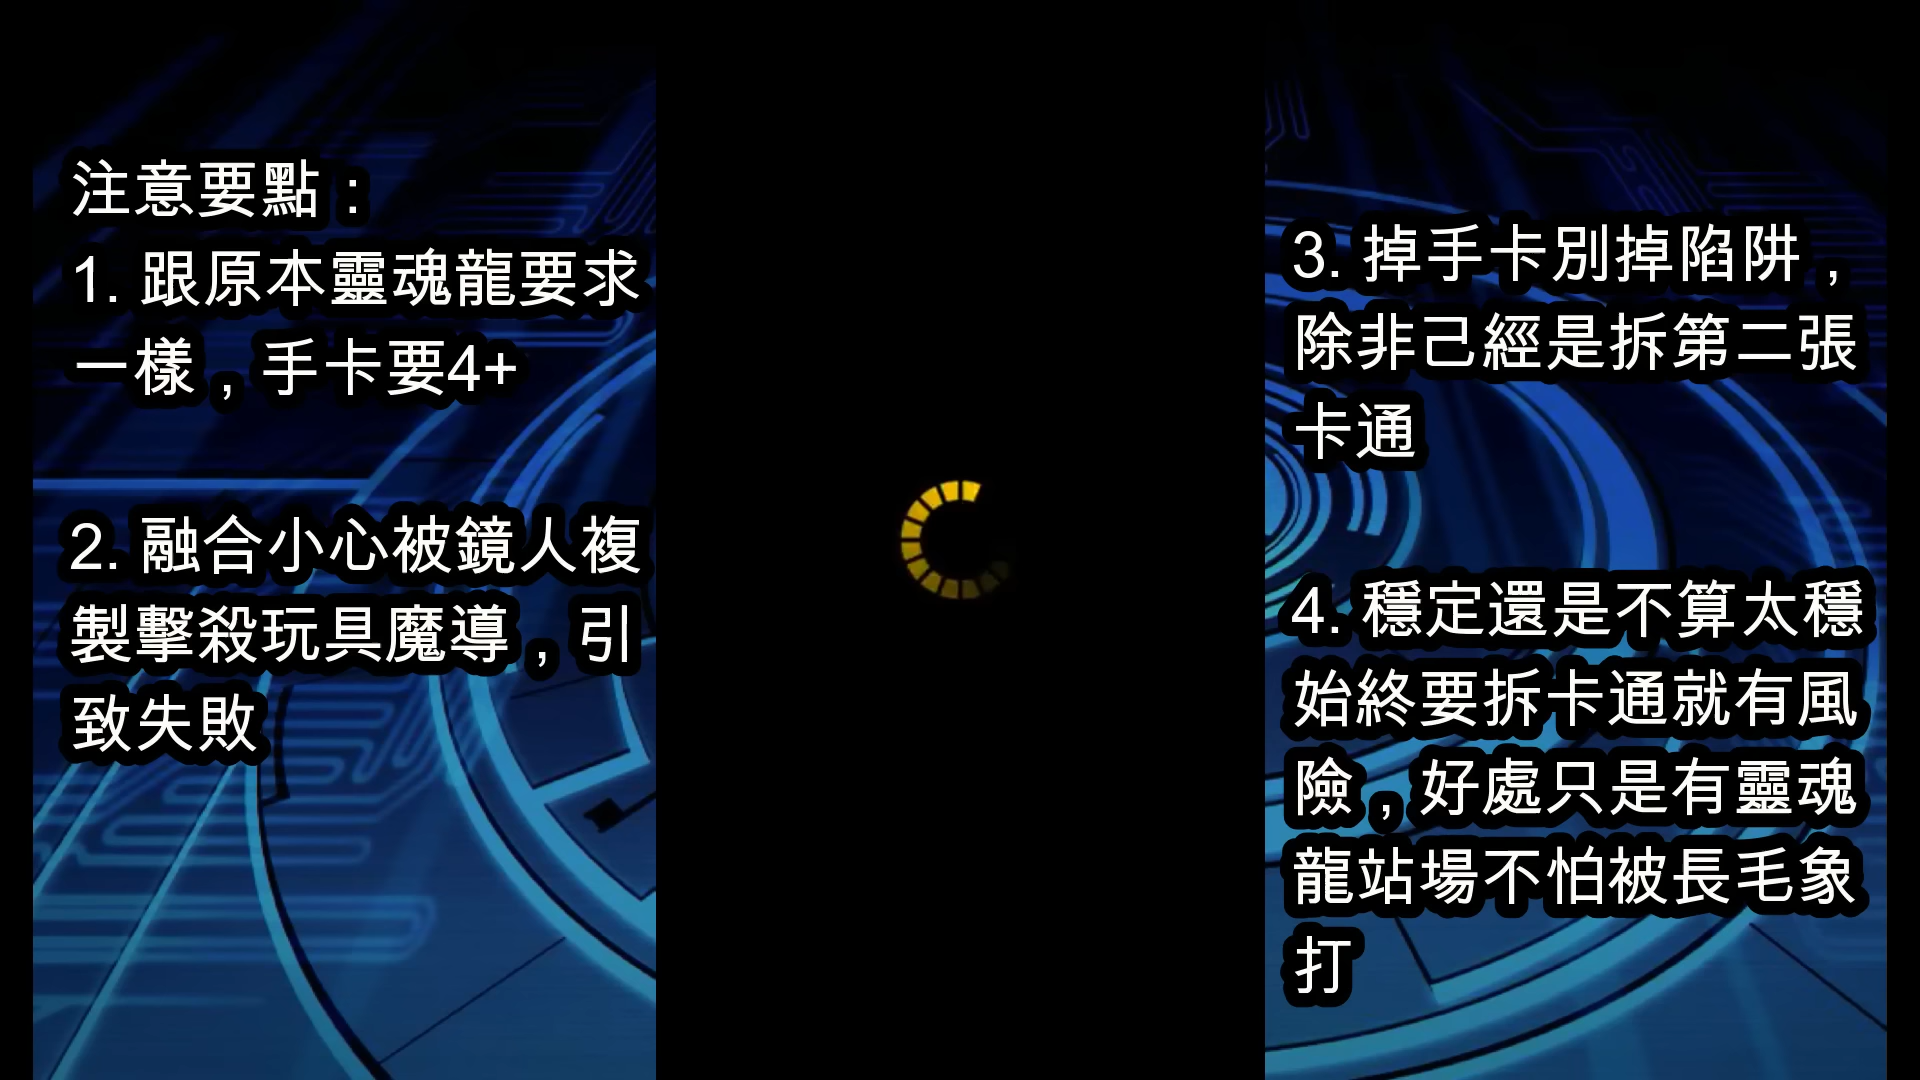 注意要點：
1. 跟原本靈魂龍要求
一樣，手卡要4+
2. 融合小心被鏡人複
製擊殺玩具魔導，引
致失敗
3. 掉手卡別掉陷阱，
除非己經是拆第二張
卡通
4. 穩定還是不算太穩
始終要拆卡通就有風
險，好處只是有靈魂
龍站場不怕被長毛象
打